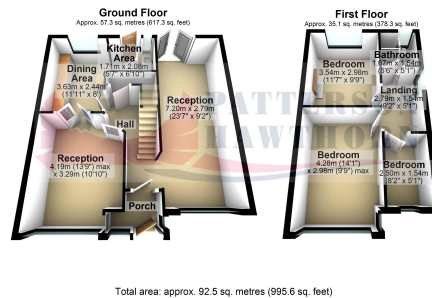 Ground Floor
Approx. 57.3 sq. metres (617.3 sq. feet)
Kitchen
Area
1.71m x 2.08m
(5'7" x 6'10")
Dining
Area
3.63m x 2.44m
(11'11" x 8')
Reception
7.20m x 2.79m
(23'7" x 9'2")
Hall
Reception
4.19m (13'9") max
x 3.29m (10'10")
Porch
First Floor
Approx. 35.1 sq. metres (378.3 sq. feet)
Bathroom
1.67m x 1.54m
(5'6" x 5'1")
Bedroom
3.54m x 2.98m
(11'7" x 9'9")
Landing
2.79m x 1.54m
(9'2" x 5'1")
Bedroom
4.28m (14'1")
x 2.98m (9'9") max
Bedroom
2.50m x 1.54m
(8'2" x 5'1")
Total area: approx. 92.5 sq. metres (995.6 sq. feet)